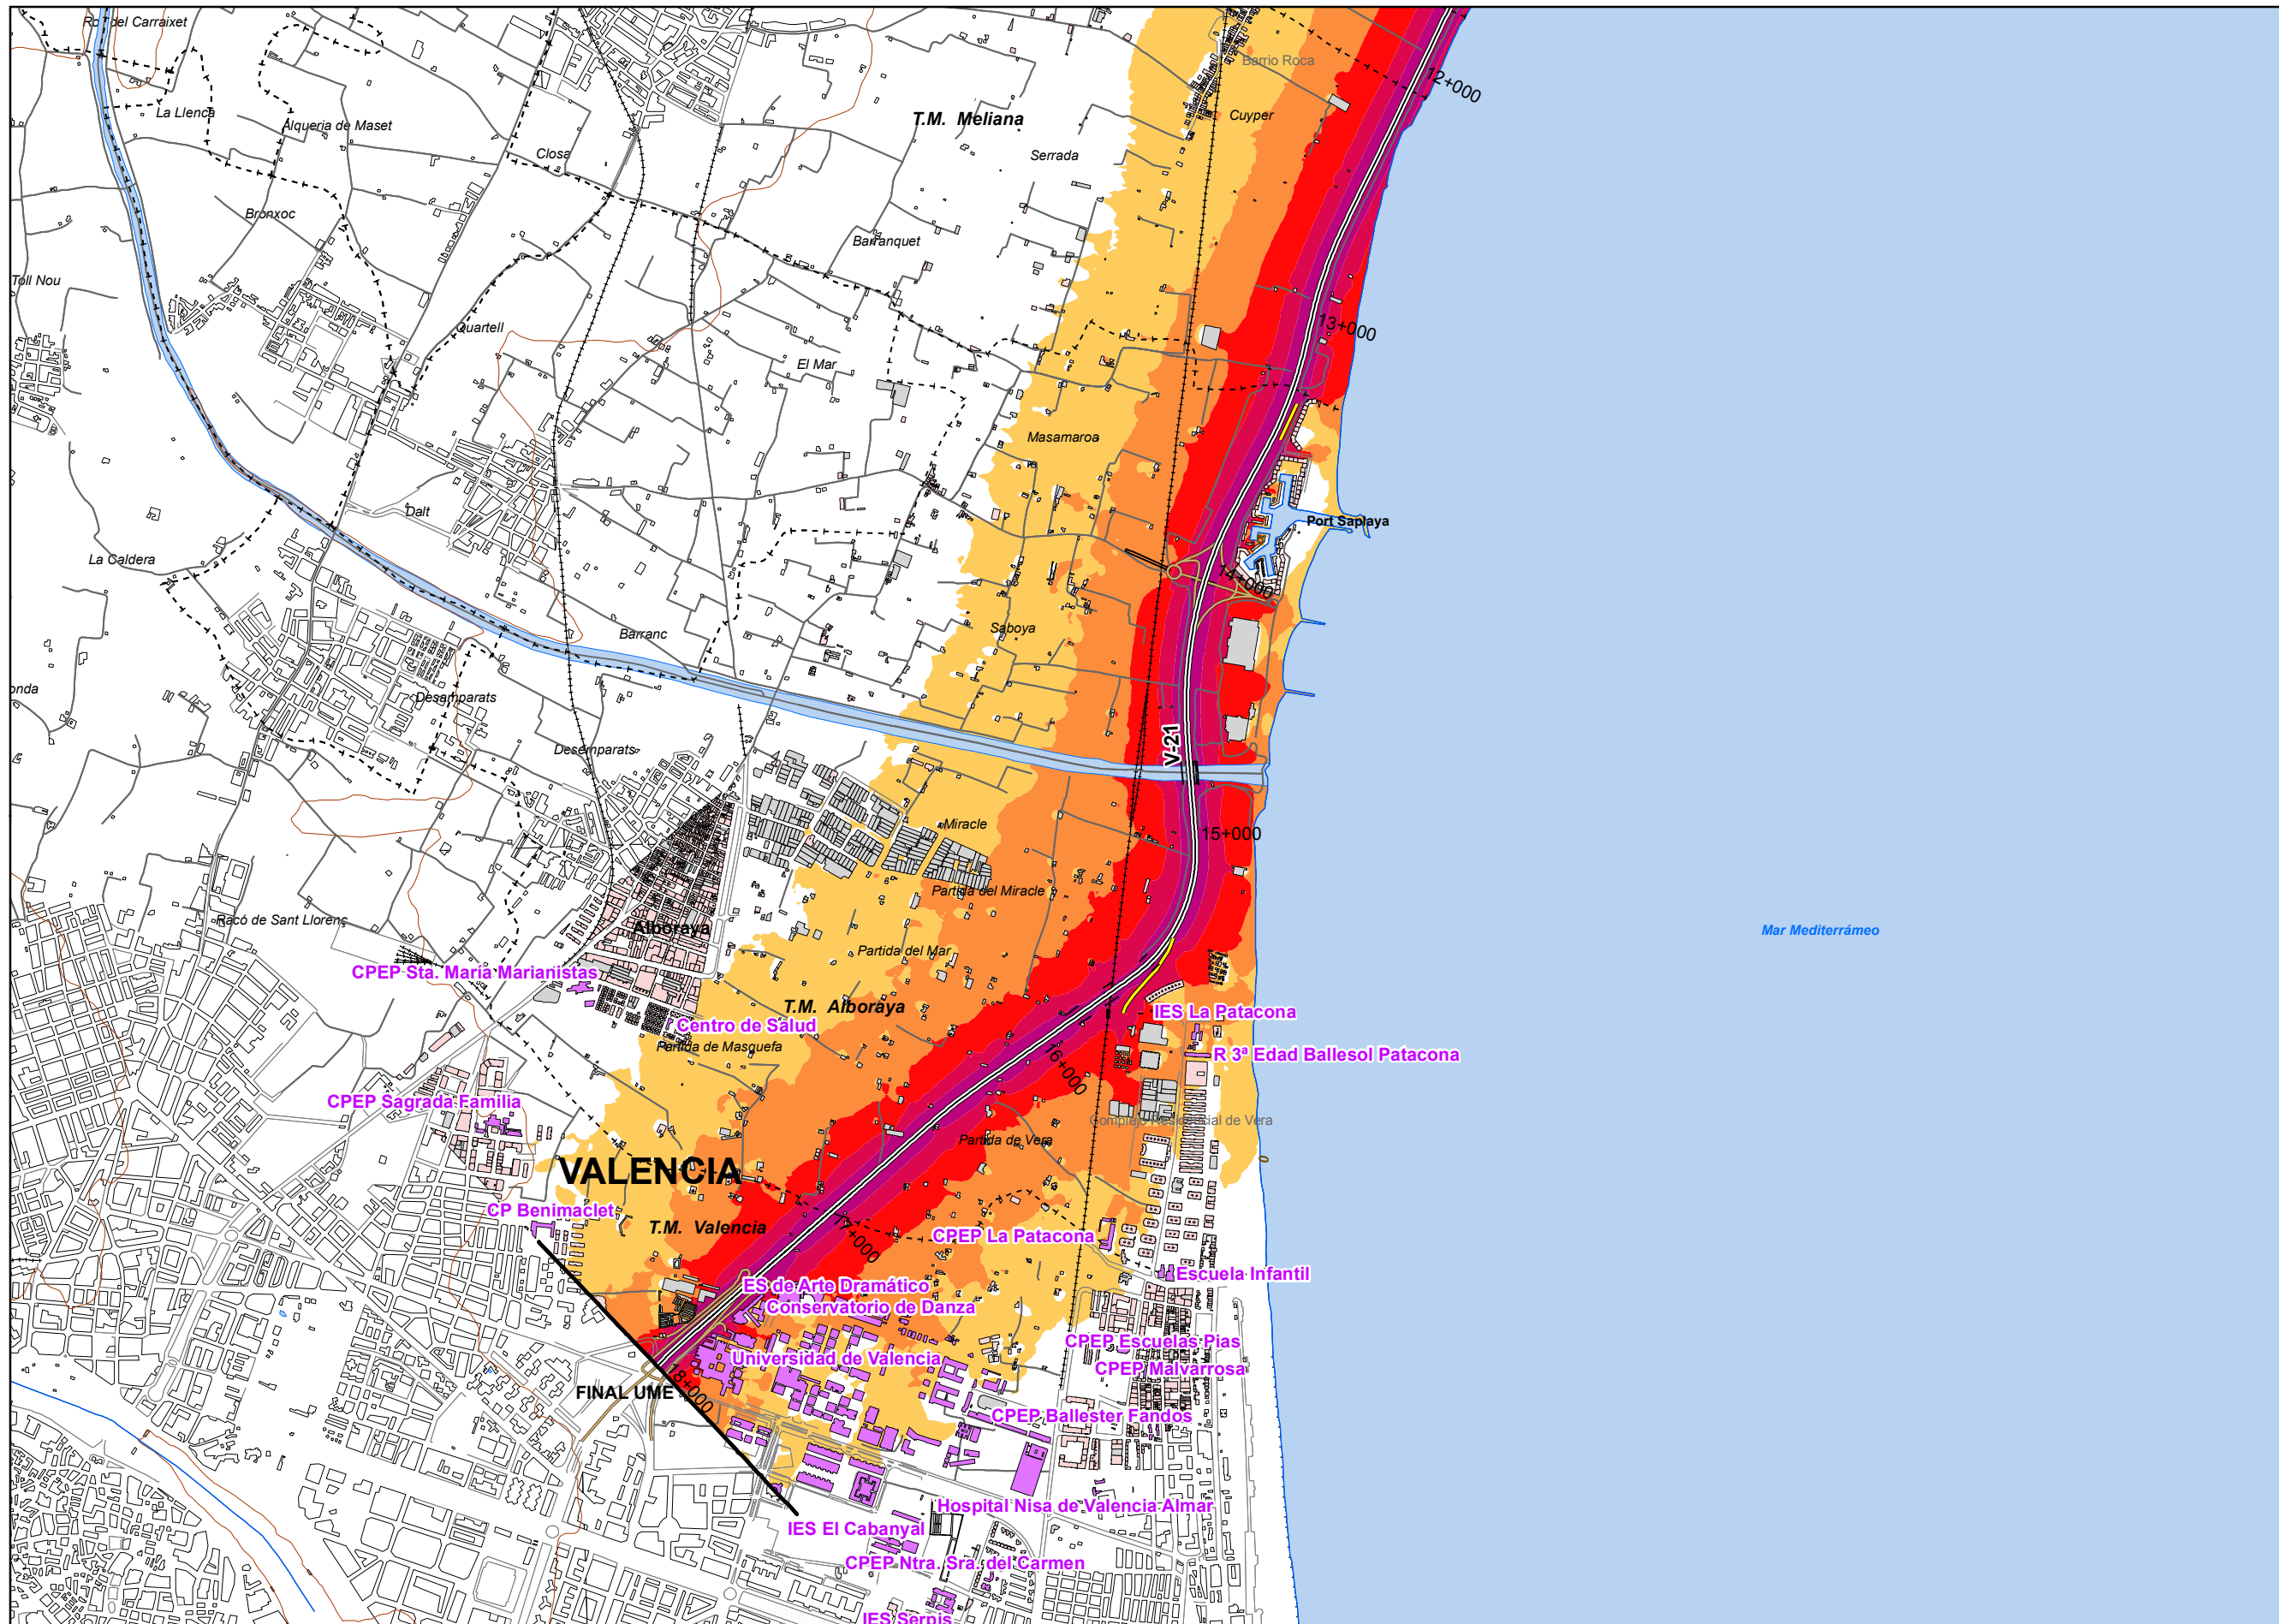 del Carraixet
Barrio Roca
12+000
La Llenca
Alqueria de Maset
T.M. Meliana
Cuyper
Closa
Serrada
Bronxoc
Barranquet
Toll Nou
Quartell
13+000
El Mar
Masamaroa
Dalt
Port Saplaya
La Caldera
14+000
Barranc
Saboya
onda
Desemparats
Desemparats
V-21
Miracle
15+000
Partida del Miracle
Racó de Sant Llorenç
Alboraya
Mar Mediterrámeo
Partida del Mar
CPEP Sta. María Marianistas
T.M. Alboraya
IES La Patacona
Centro de Salud
Partida de Masquefa
R 3ª Edad Ballesol Patacona
16+000
CPEP Sagrada Familia
Complejo Residencial de Vera
Partida de Vera
0
VALENCIA
CP Benimaclet
T.M. Valencia
17+000
CPEP La Patacona
Escuela Infantil
ES de Arte Dramático
Conservatorio de Danza
CPEP Escuelas Pias
Universidad de Valencia
CPEP Malvarrosa
FINAL UME
18+000
CPEP Ballester Fandos
Hospital Nisa de Valencia Almar
IES El Cabanyal
CPEP Ntra. Sra. del Carmen
IES Serpis